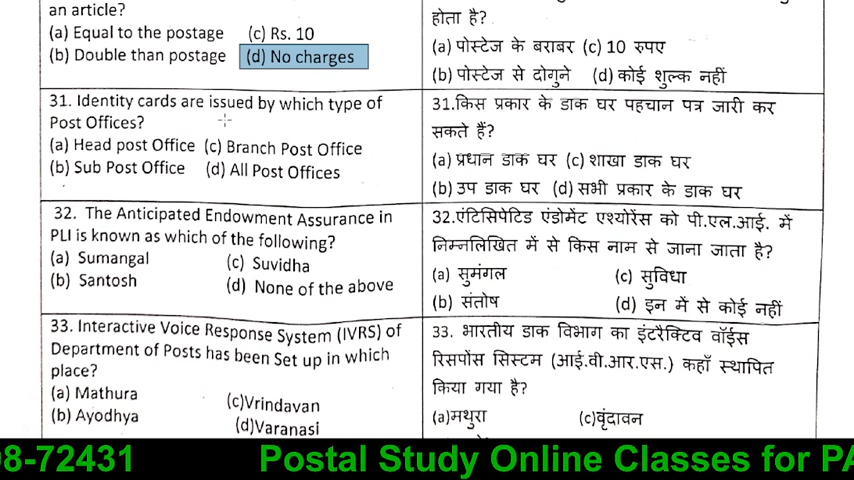 an article?
(a) Equal to the postage (c) Rs. 10
(b) Double than postage (d) No charges
31. Identity cards are issued by which type of
Post Offices?
(a) Head post Office (c) Branch Post Office
(b) Sub Post Office (d) All Post Offices
32. The Anticipated Endowment Assurance in
PLI is known as which of the following?
(a) Sumangal (c) Suvidha
(b) Santosh (d) None of the above
33. Interactive Voice Response System (IVRS) of
Department of Posts has been Set up in which
place?
(a) Mathura (c)Vrindavan
(b) Ayodhya (d)Varanasi
होता है?
(a) पोस्टेज के बराबर (c) 10 रुपए
(b) पोस्टेज से दोगुने (d) कोई शुल्क नहीं
31.किस प्रकार के डाक घर पहचान पत्र जारी कर
सकते हैं?
(a) प्रधान डाक घर (c) शाखा डाक घर
(b) उप डाक घर (d) सभी प्रकार के डाक घर
32.एंटिसिपेटिड एंडोमेंट एश्योरेंस को पी.एल.आई. में
निम्नलिखित में से किस नाम से जाना जाता है?
(a) सुमंगल (c) सुविधा
(b) संतोष (d) इन में से कोई नहीं
33. भारतीय डाक विभाग का इंटरैक्टिव वॉईस
रिसपोंस सिस्टम (आई.वी.आर.एस.) कहाँ स्थापित
किया गया है?
(a)मथुरा (c)वृंदावन
08-72431 Postal Study Online Classes for PA